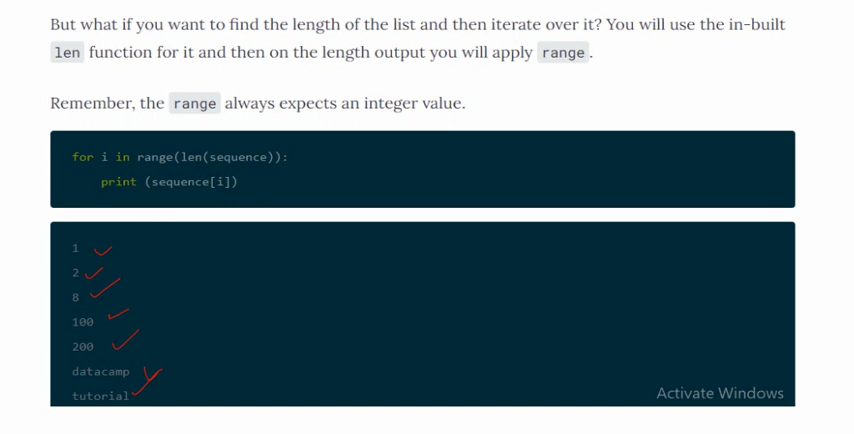 But what if you want to find the length of the list and then iterate over it? You will use the in-built
len function for it and then on the length output you will apply range.
Remember, the range always expects an integer value.
for i in range(len(sequence)):
    print (sequence[i])
1
2
8
100
200
datacamp
tutorial
Activate Windows